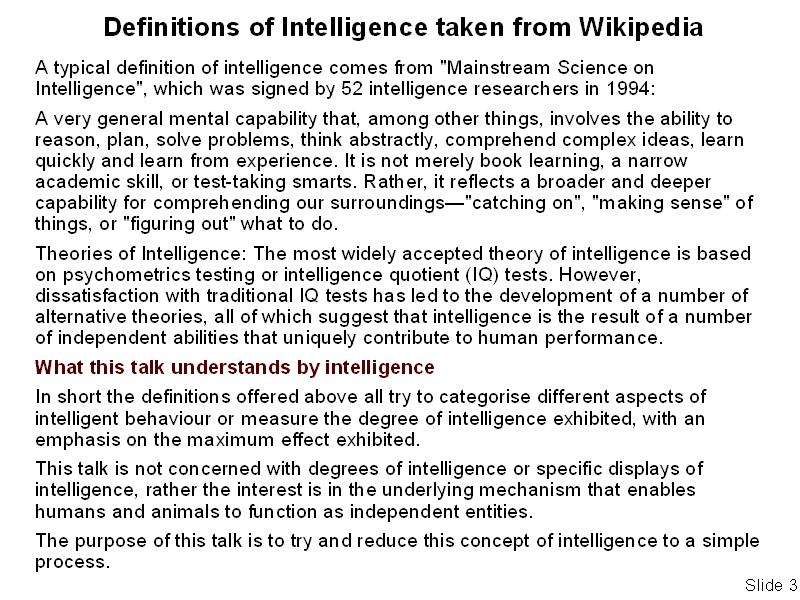 Definitions of Intelligence taken from Wikipedia
A typical definition of intelligence comes from "Mainstream Science on
Intelligence", which was signed by 52 intelligence researchers in 1994:
A very general mental capability that, among other things, involves the ability to
reason, plan, solve problems, think abstractly, comprehend complex ideas, learn
quickly and learn from experience. It is not merely book learning, a narrow
academic skill, or test-taking smarts. Rather, it reflects a broader and deeper
capability for comprehending our surroundings—"catching on", "making sense" of
things, or "figuring out" what to do.
Theories of Intelligence: The most widely accepted theory of intelligence is based
on psychometrics testing or intelligence quotient (IQ) tests. However,
dissatisfaction with traditional IQ tests has led to the development of a number of
alternative theories, all of which suggest that intelligence is the result of a number
of independent abilities that uniquely contribute to human performance.
What this talk understands by intelligence
In short the definitions offered above all try to categorise different aspects of
intelligent behaviour or measure the degree of intelligence exhibited, with an
emphasis on the maximum effect exhibited.
This talk is not concerned with degrees of intelligence or specific displays of
intelligence, rather the interest is in the underlying mechanism that enables
humans and animals to function as independent entities.
The purpose of this talk is to try and reduce this concept of intelligence to a simple
process.
Slide 3